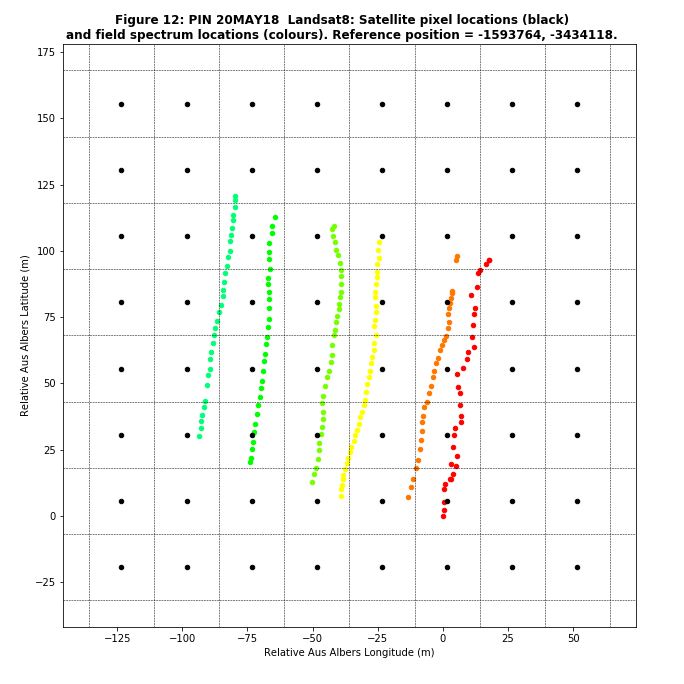 Figure 12: PIN 20MAY18  Landsat8: Satellite pixel locations (black)
and field spectrum locations (colours). Reference position = -1593764, -3434118.
175
150
125
100
75
50
25
0
−25
Relative Aus Albers Latitude (m)
−125 −100 −75 −50 −25 0 25 50
Relative Aus Albers Longitude (m)